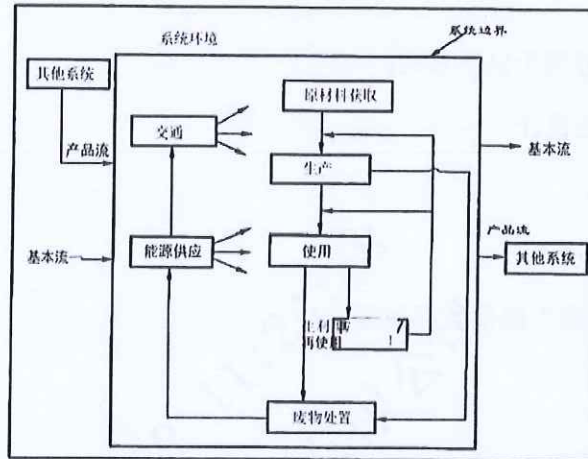 系统环境
系统边界
其他系统
原材料获取
交通
产品流
基本流
生产
产品流
基本流
能源供应
使用
其他系统
再使用
废物处置